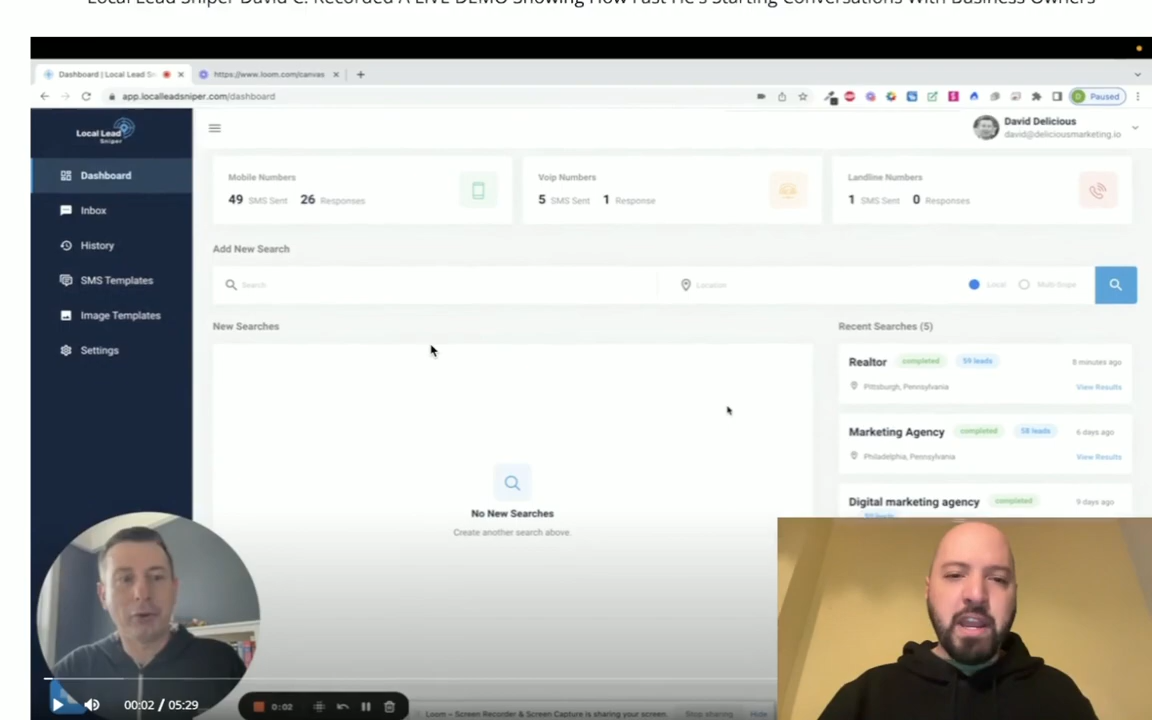 Local Lead Sniper David C. Recorded A LIVE DEMO Showing How Fast He's Starting Conversations With Business Owners
Dashboard | Local Lead Sn
https://www.loom.com/canvas
app.localleadsniper.com/dashboard
Paused
Local Lead
Sniper
David Delicious
david@deliciousmarketing.io
Dashboard
Inbox
History
SMS Templates
Image Templates
Settings
Mobile Numbers
49 SMS Sent 26 Responses
Voip Numbers
5 SMS Sent 1 Response
Landline Numbers
1 SMS Sent 0 Responses
Add New Search
Search
Location
Local
Multi-Scope
New Searches
No New Searches
Create another search above.
Recent Searches (5)
Realtor completed 59 leads 8 minutes ago
Pittsburgh, Pennsylvania View Results
Marketing Agency completed 58 leads 6 days ago
Philadelphia, Pennsylvania View Results
Digital marketing agency completed 9 days ago
00:02 / 05:29
0:02
Loom – Screen Recorder & Screen Capture is sharing your screen.
Stop sharing
Hide